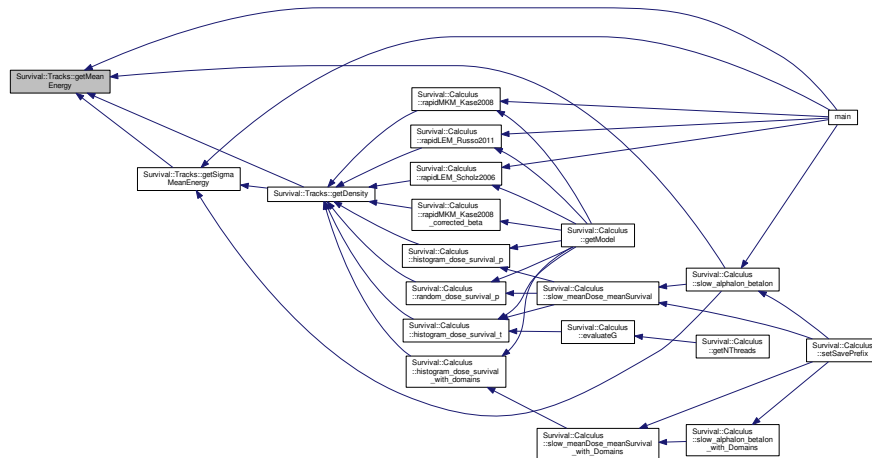 Survival::Tracks::getMean
Energy
Survival::Tracks::getSigma
MeanEnergy
Survival::Tracks::getDensity
Survival::Calculus
::rapidMKM_Kase2008
Survival::Calculus
::rapidLEM_Russo2011
Survival::Calculus
::rapidLEM_Scholz2006
Survival::Calculus
::rapidMKM_Kase2008
_corrected_beta
Survival::Calculus
::histogram_dose_survival_p
Survival::Calculus
::random_dose_survival_p
Survival::Calculus
::histogram_dose_survival_t
Survival::Calculus
::histogram_dose_survival
_with_domains
Survival::Calculus
::getModel
Survival::Calculus
::slow_meanDose_meanSurvival
Survival::Calculus
::evaluateG
Survival::Calculus
::slow_meanDose_meanSurvival
_with_Domains
main
Survival::Calculus
::slow_alphaIon_betaIon
Survival::Calculus
::getNThreads
Survival::Calculus
::slow_alphaIon_betaIon
_with_Domains
Survival::Calculus
::setSavePrefix